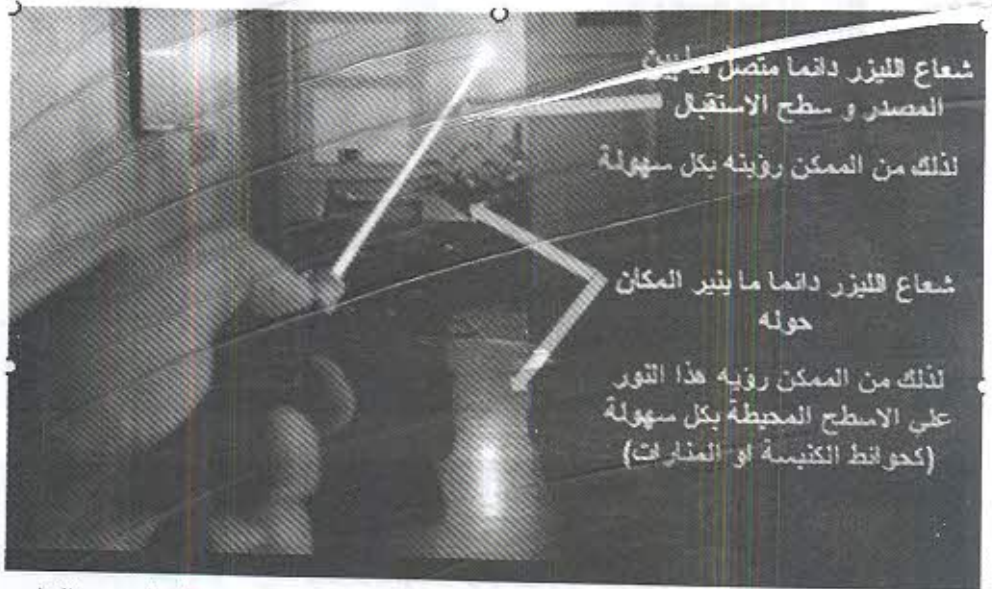 شعاع الليزر دائما متصل ما بين
المصدر و سطح الاستقبال
لذلك من الممكن رؤيته بكل سهولة
شعاع الليزر دائما ما ينير المكان
حوله
لذلك من الممكن رؤيه هذا النور
على الاسطح المحيطة بكل سهولة
(كحوائط الكنيسة او المنارات)